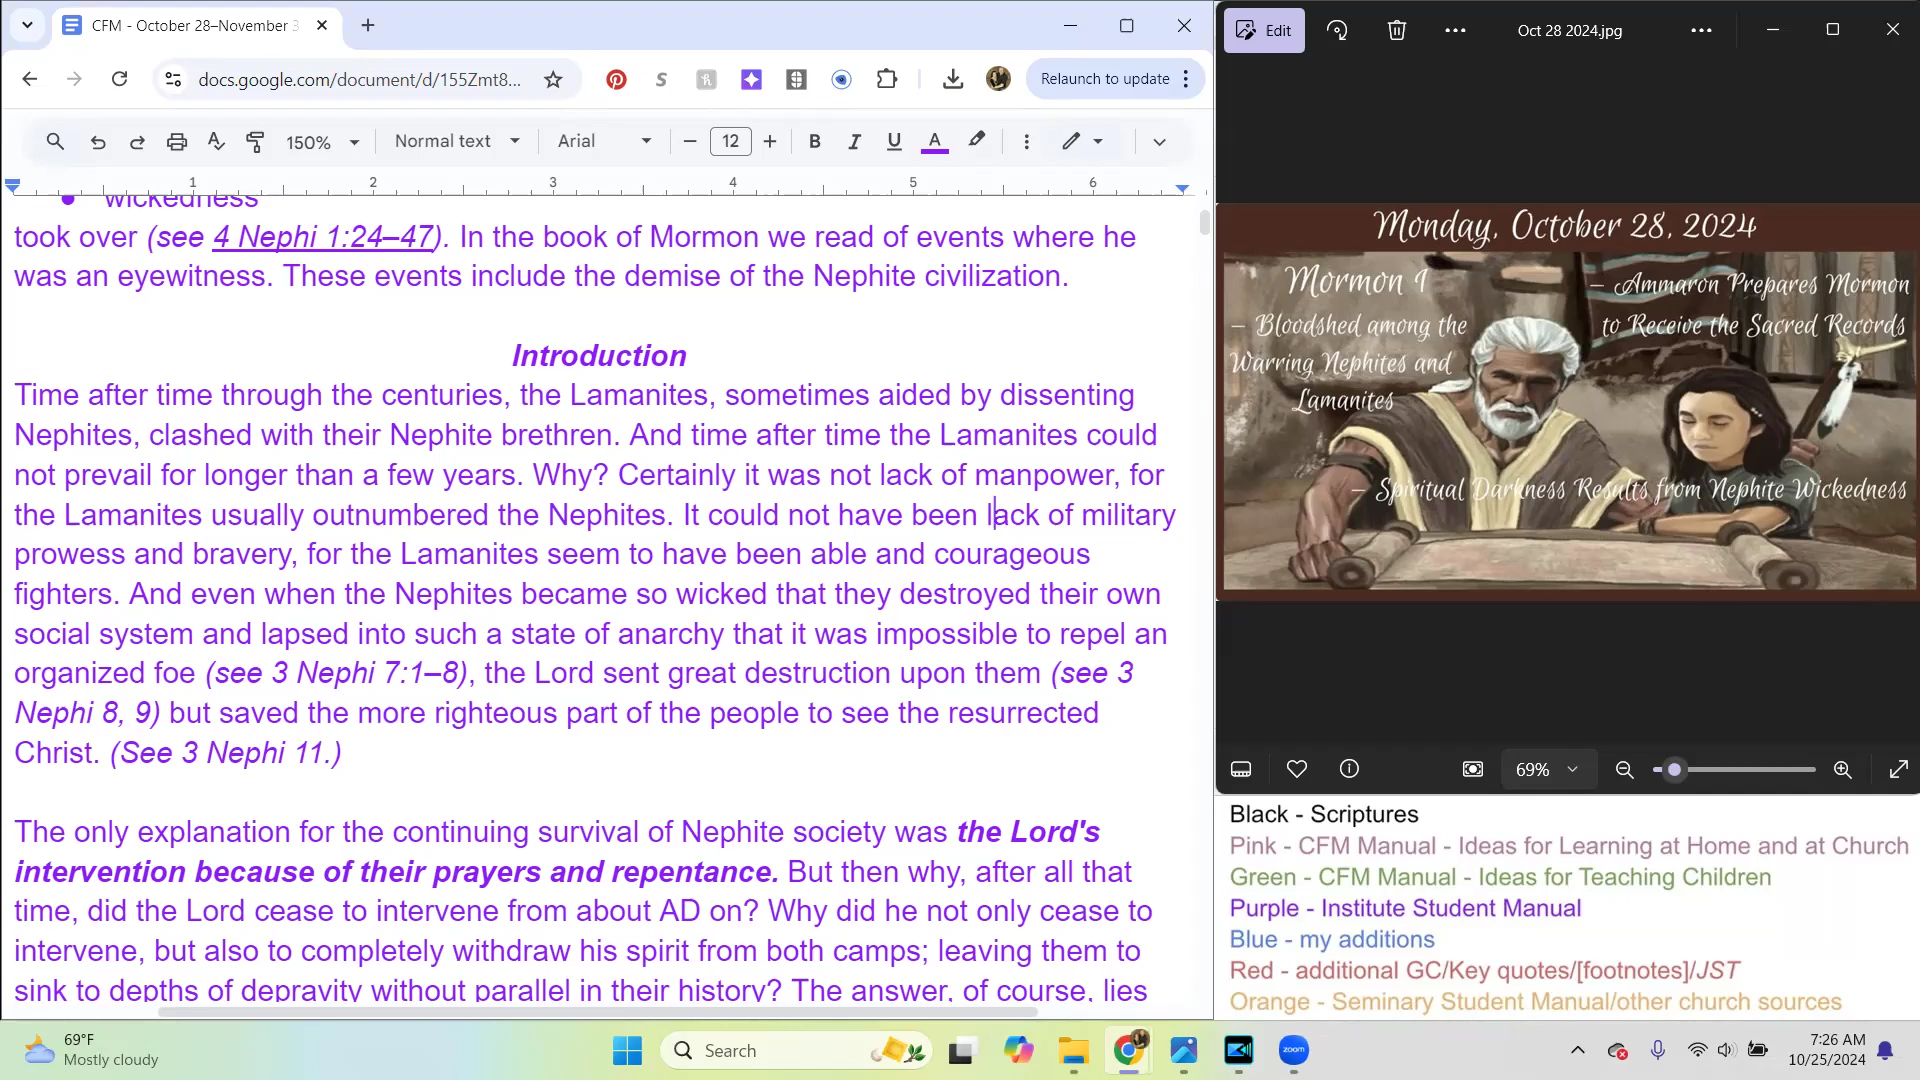 CFM - October 28–November 3
docs.google.com/document/d/155Zmt8...
Relaunch to update
150%
Normal text
Arial
12
1 2 3 4 5 6
wickedness
took over (see 4 Nephi 1:24–47). In the book of Mormon we read of events where he
was an eyewitness. These events include the demise of the Nephite civilization.
Introduction
Time after time through the centuries, the Lamanites, sometimes aided by dissenting
Nephites, clashed with their Nephite brethren. And time after time the Lamanites could
not prevail for longer than a few years. Why? Certainly it was not lack of manpower, for
the Lamanites usually outnumbered the Nephites. It could not have been lack of military
prowess and bravery, for the Lamanites seem to have been able and courageous
fighters. And even when the Nephites became so wicked that they destroyed their own
social system and lapsed into such a state of anarchy that it was impossible to repel an
organized foe (see 3 Nephi 7:1–8), the Lord sent great destruction upon them (see 3
Nephi 8, 9) but saved the more righteous part of the people to see the resurrected
Christ. (See 3 Nephi 11.)
The only explanation for the continuing survival of Nephite society was the Lord's
intervention because of their prayers and repentance. But then why, after all that
time, did the Lord cease to intervene from about AD on? Why did he not only cease to
intervene, but also to completely withdraw his spirit from both camps; leaving them to
sink to depths of depravity without parallel in their history? The answer, of course, lies
Edit
Oct 28 2024.jpg
Monday, October 28, 2024
Mormon 1
– Bloodshed among the
Warring Nephites and
Lamanites
– Ammaron Prepares Mormon
to Receive the Sacred Records
– Spiritual Darkness Results from Nephite Wickedness
69%
Black - Scriptures
Pink - CFM Manual - Ideas for Learning at Home and at Church
Green - CFM Manual - Ideas for Teaching Children
Purple - Institute Student Manual
Blue - my additions
Red - additional GC/Key quotes/[footnotes]/JST
Orange - Seminary Student Manual/other church sources
69°F
Mostly cloudy
Search
zoom
7:26 AM
10/25/2024